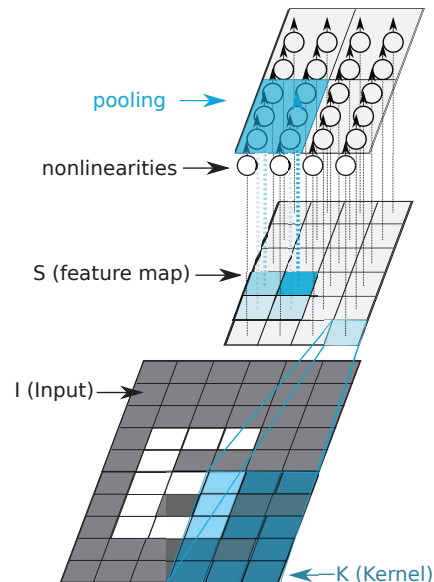 pooling
nonlinearities
S (feature map)
I (Input)
K (Kernel)